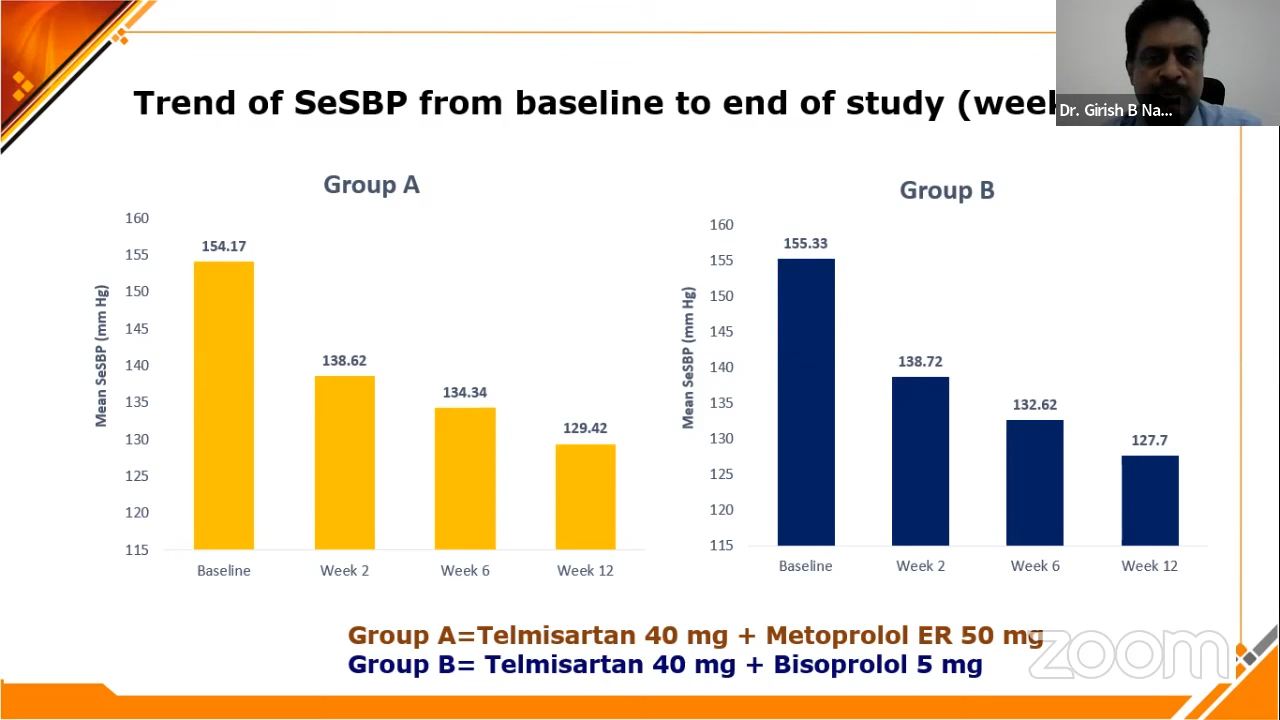 Trend of SeSBP from baseline to end of study (week
Dr. Girish B Na...
Group A
Mean SeSBP (mm Hg)
160
155
150
145
140
135
130
125
120
115
154.17
138.62
134.34
129.42
Baseline
Week 2
Week 6
Week 12
Group B
Mean SeSBP (mm Hg)
160
155
150
145
140
135
130
125
120
115
155.33
138.72
132.62
127.7
Baseline
Week 2
Week 6
Week 12
Group A=Telmisartan 40 mg + Metoprolol ER 50 mg
Group B= Telmisartan 40 mg + Bisoprolol 5 mg
zoom